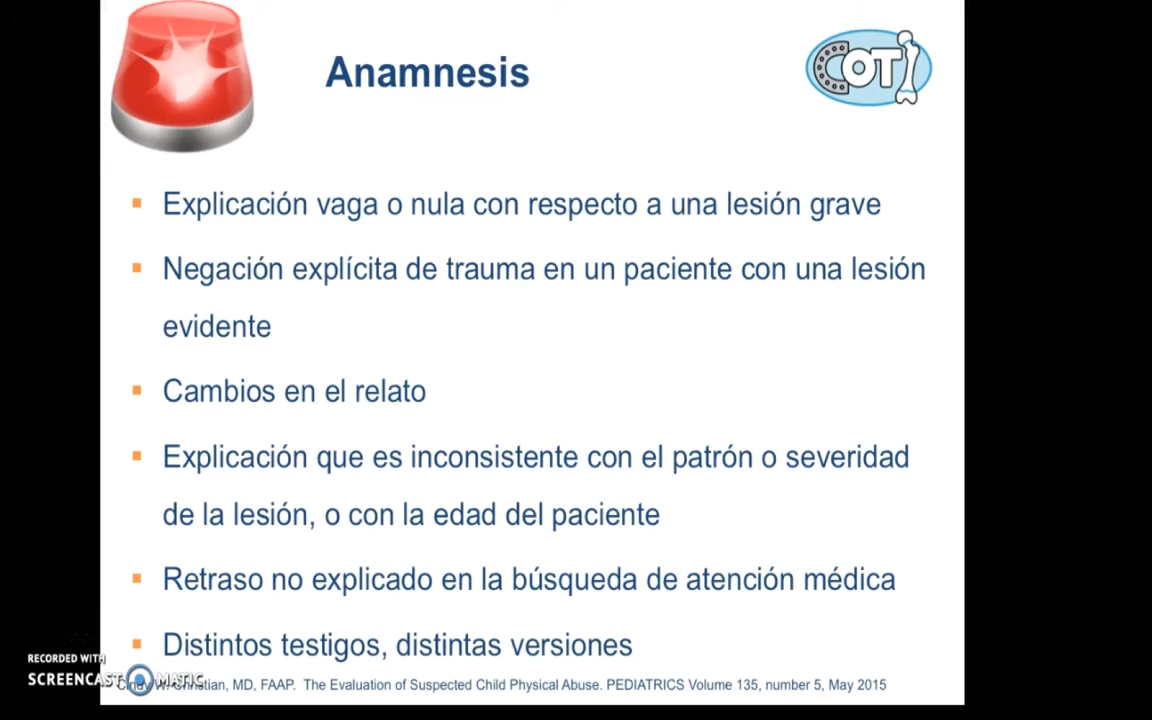 Anamnesis
COT
Explicación vaga o nula con respecto a una lesión grave
Negación explícita de trauma en un paciente con una lesión
evidente
Cambios en el relato
Explicación que es inconsistente con el patrón o severidad
de la lesión, o con la edad del paciente
Retraso no explicado en la búsqueda de atención médica
Distintos testigos, distintas versiones
RECORDED WITH
SCREENCAST MATIC
Cindy W. Christian, MD, FAAP. The Evaluation of Suspected Child Physical Abuse. PEDIATRICS Volume 135, number 5, May 2015